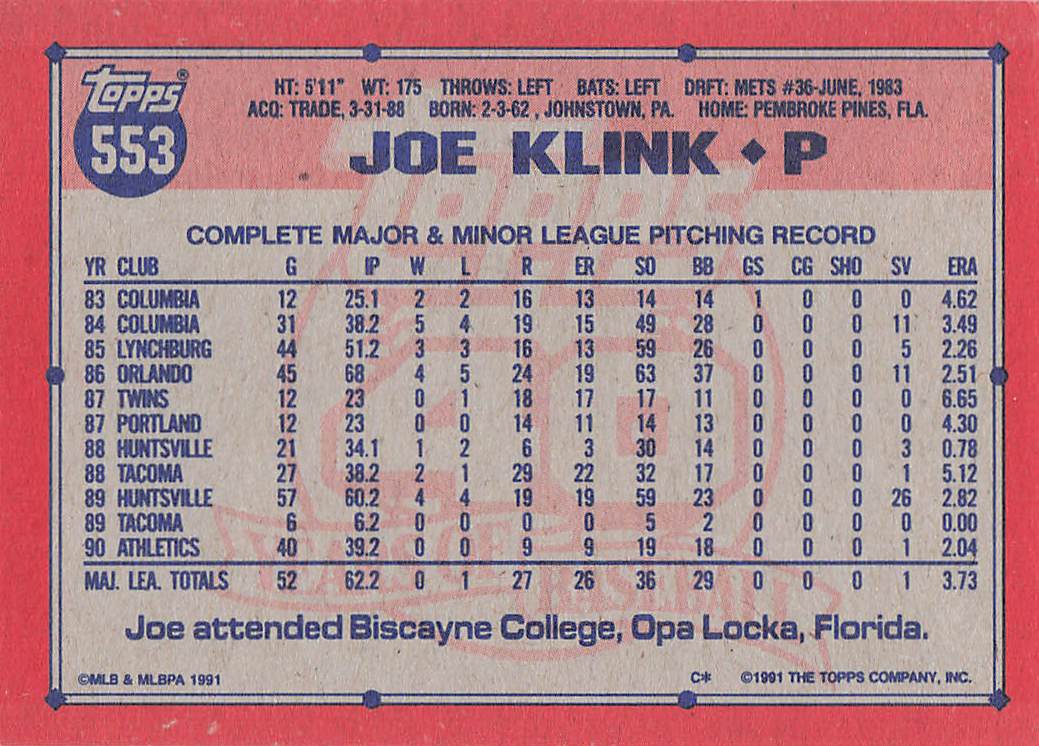 Topps®
553
HT: 5'11" WT: 175 THROWS: LEFT BATS: LEFT DRFT: METS #36-JUNE, 1983
ACQ: TRADE, 3-31-88 BORN: 2-3-62 , JOHNSTOWN, PA. HOME: PEMBROKE PINES, FLA.
JOE KLINK ◆ P
COMPLETE MAJOR & MINOR LEAGUE PITCHING RECORD
YR CLUB G IP W L R ER SO BB GS CG SHO SV ERA
83 COLUMBIA 12 25.1 2 2 16 13 14 14 1 0 0 0 4.62
84 COLUMBIA 31 38.2 5 4 19 15 49 28 0 0 0 11 3.49
85 LYNCHBURG 44 51.2 3 3 16 13 59 26 0 0 0 5 2.26
86 ORLANDO 45 68 4 5 24 19 63 37 0 0 0 11 2.51
87 TWINS 12 23 0 1 18 17 17 11 0 0 0 0 6.65
87 PORTLAND 12 23 0 0 14 11 14 13 0 0 0 0 4.30
88 HUNTSVILLE 21 34.1 1 2 6 3 30 14 0 0 0 3 0.78
88 TACOMA 27 38.2 2 1 29 22 32 17 0 0 0 1 5.12
89 HUNTSVILLE 57 60.2 4 4 19 19 59 23 0 0 0 26 2.82
89 TACOMA 6 6.2 0 0 0 0 5 2 0 0 0 0 0.00
90 ATHLETICS 40 39.2 0 0 9 9 19 18 0 0 0 1 2.04
MAJ. LEA. TOTALS 52 62.2 0 1 27 26 36 29 0 0 0 1 3.73
Topps
40
YEARS OF
BASEBALL
Joe attended Biscayne College, Opa Locka, Florida.
©MLB & MLBPA 1991 C* ©1991 THE TOPPS COMPANY, INC.